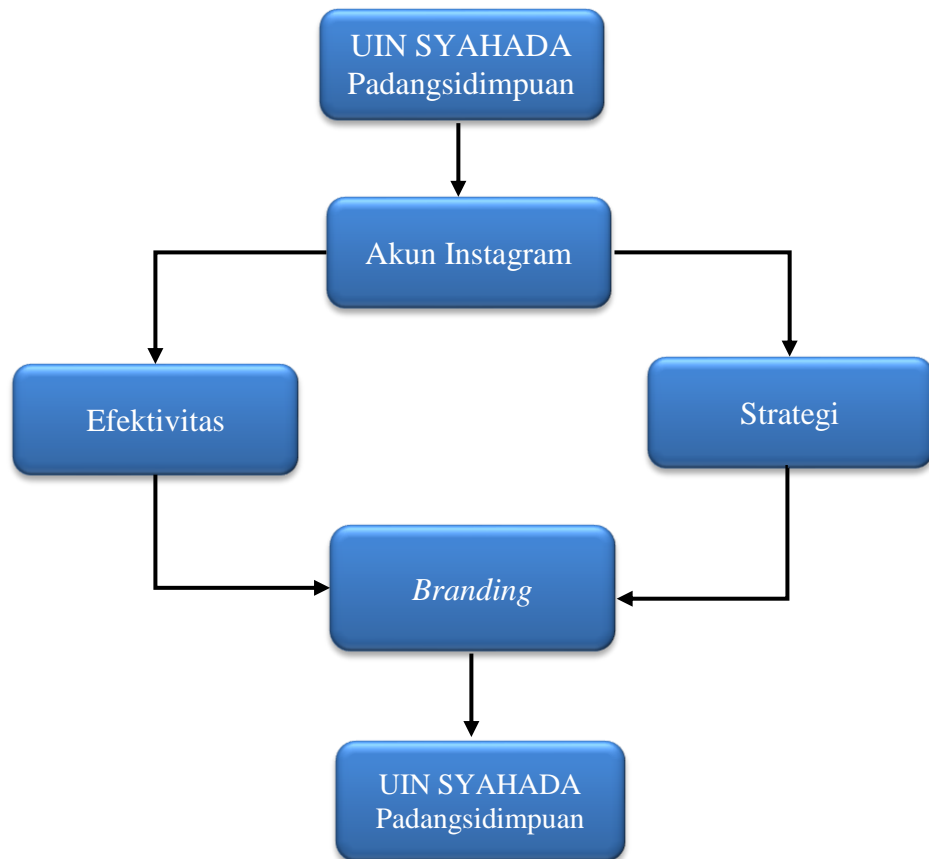 UIN SYAHADA
Padangsidimpuan
Akun Instagram
Efektivitas
Strategi
Branding
UIN SYAHADA
Padangsidimpuan